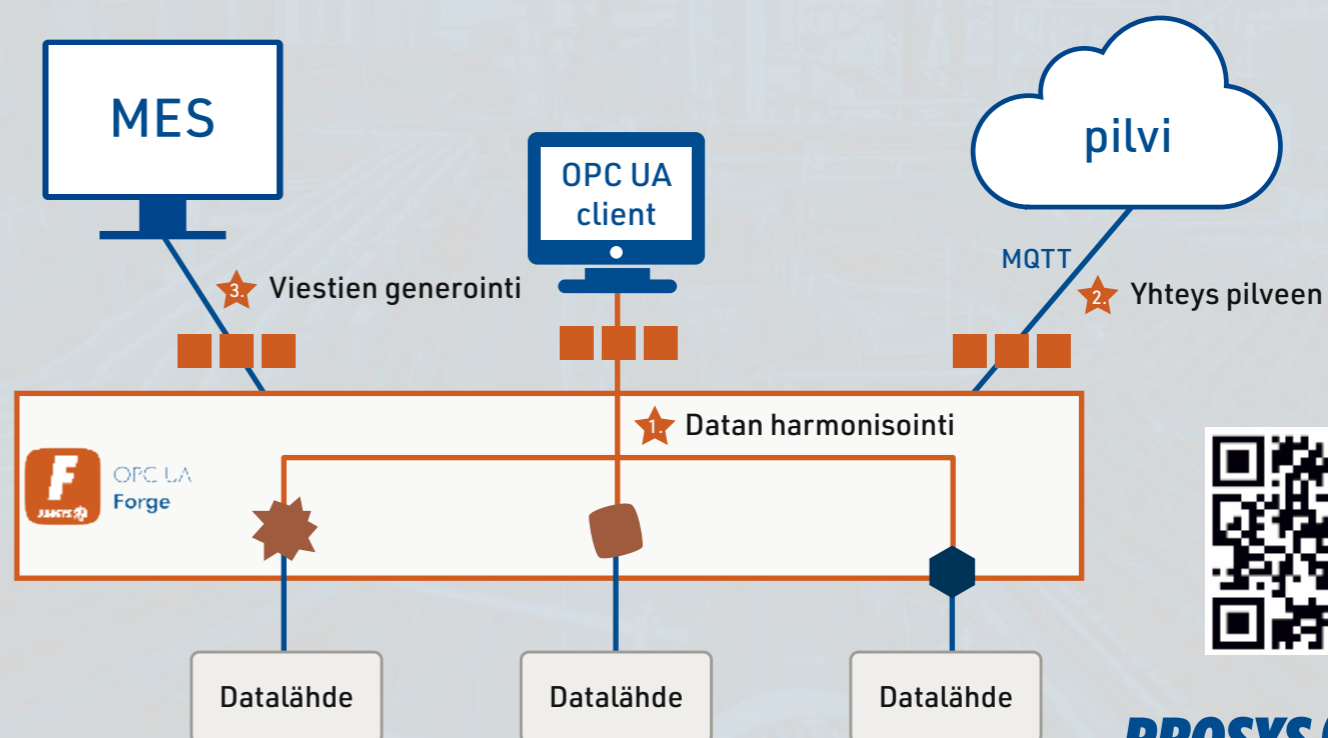 MES
OPC UA
client
pilvi
MQTT
3. Viestien generointi
2. Yhteys pilveen
1. Datan harmonisointi
F
OPC UA
Forge
Datalähde
Datalähde
Datalähde
PROSYS